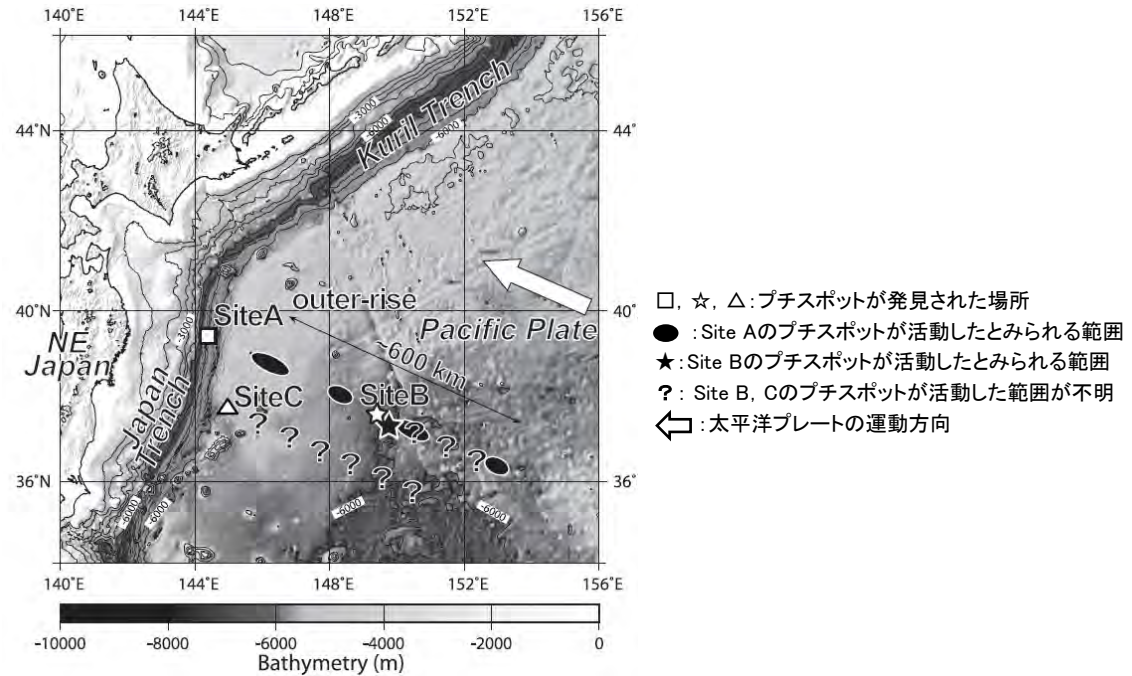 140˚E 144˚E 148˚E 152˚E 156˚E
44˚N
44˚
40˚N
40˚
36˚N
36˚
-3000
-6000
-6000
Kuril Trench
outer-rise
SiteA
Pacific Plate
NE
Japan
-3000
~600 km
Japan
Trench
SiteC
SiteB
? ? ? ? ? ? ? ? ?
-6000
-6000
-6000
-6000
140˚E 144˚E 148˚E 152˚E 156˚E
-10000 -8000 -6000 -4000 -2000 0
Bathymetry (m)
□, ☆, △:プチスポットが発見された場所
:Site Aのプチスポットが活動したとみられる範囲
★:Site Bのプチスポットが活動したとみられる範囲
?: Site B, Cのプチスポットが活動した範囲が不明
:太平洋プレートの運動方向